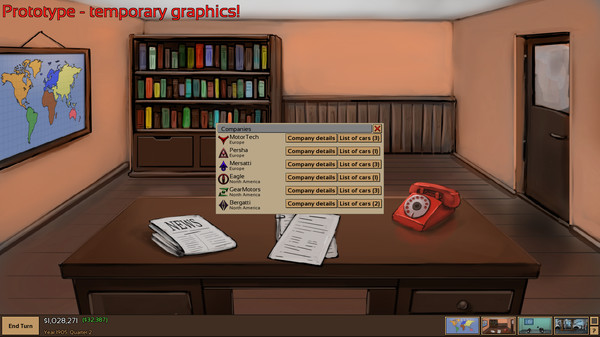 Prototype - temporary graphics!
Companies
MotorTech
Europe
Company details
List of cars (3)
Persha
Europe
Company details
List of cars (1)
Mersatti
Europe
Company details
List of cars (3)
Eagle
North America
Company details
List of cars (1)
GearMotors
North America
Company details
List of cars (3)
Bergatti
North America
Company details
List of cars (2)
NEWS
End Turn
$1,028,271 (-$32,387)
Year:1905, Quarter:2
?